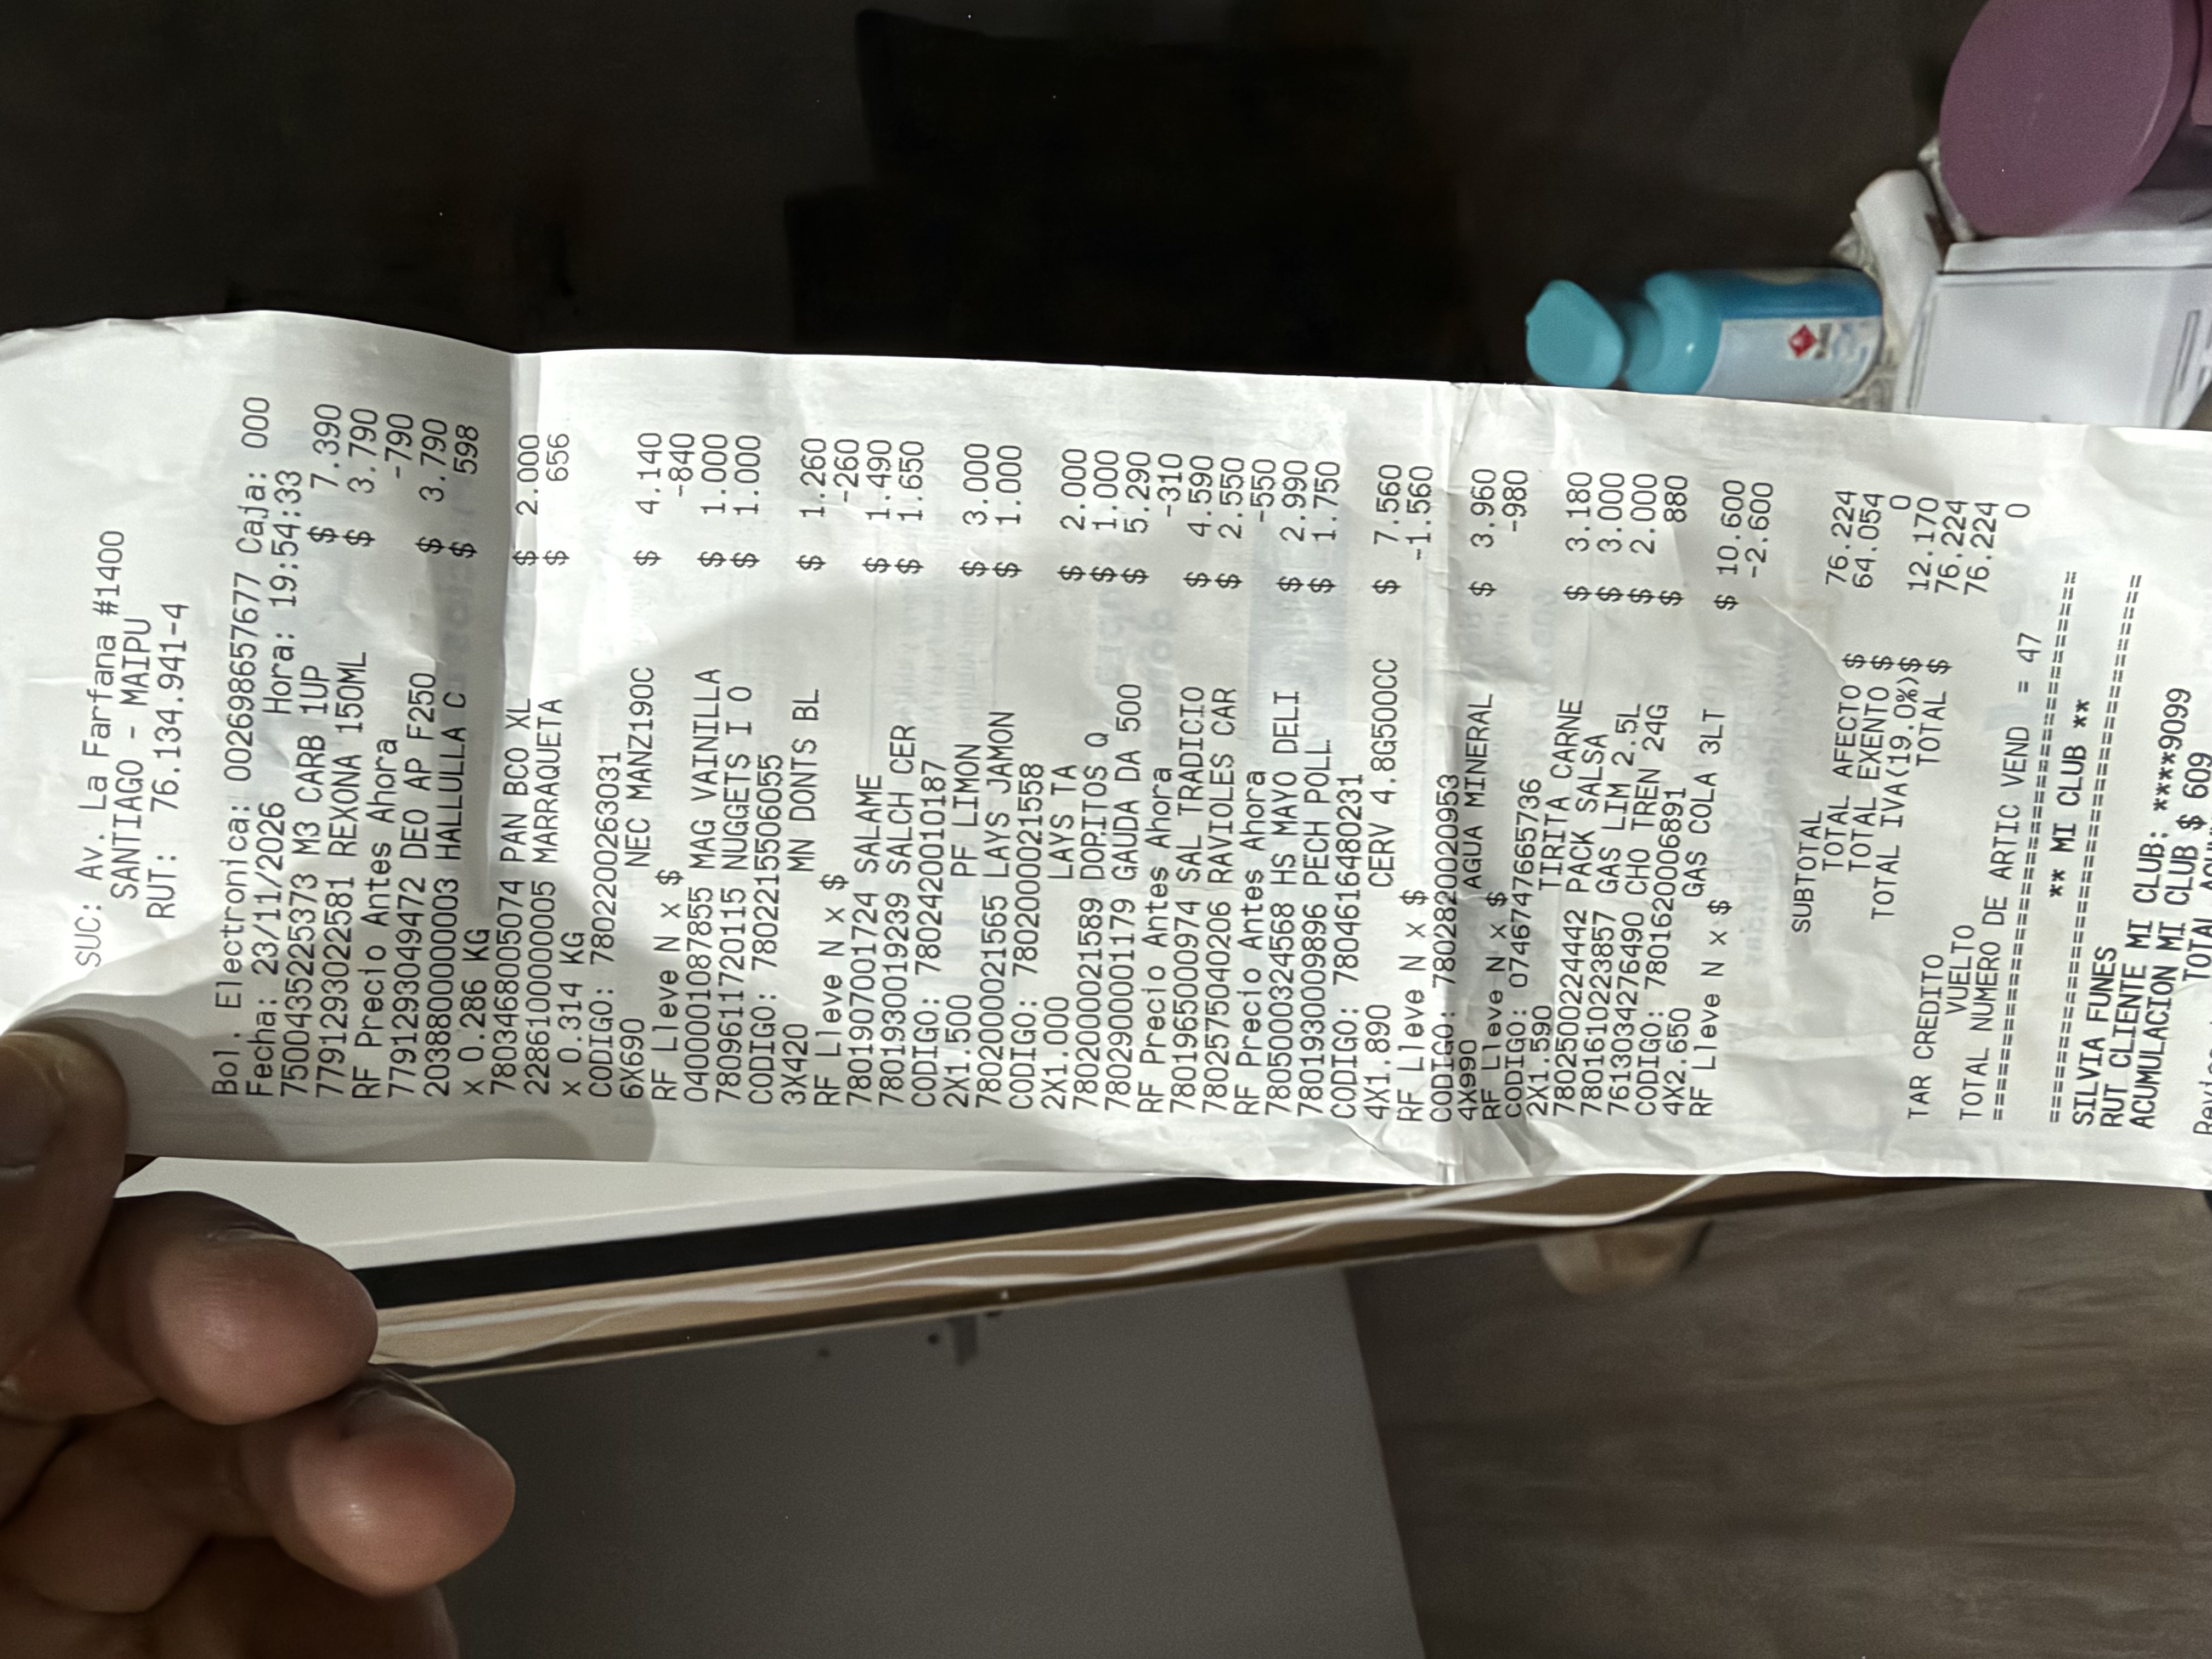 SUC: Av. La Farfana #1400
SANTIAGO - MAIPU
RUT: 76.134.941-4
Bol. Electronica: 002698657677 Caja: 000
Fecha: 23/11/2026 Hora: 19:54:33
7500435225373 M3 CARB 1UP $ 7.390
7791293022581 REXONA 150ML $ 3.790
RF Precio Antes Ahora -790
7791293049472 DEO AP F250 $ 3.790
2038800000003 HALLULLA C $ 598
x 0.286 KG
7803468005074 PAN BCO XL $ 2.000
2286100000005 MARRAQUETA $ 656
x 0.314 KG
CODIGO: 7802200263031
6X690 NEC MANZ190C $ 4.140
RF Lleve N x $ -840
0400001087855 MAG VAINILLA $ 1.000
7809611720115 NUGGETS I O $ 1.000
CODIGO: 7802215506055
3X420 MN DONTS BL $ 1.260
RF Lleve N x $ -260
7801907001724 SALAME $ 1.490
7801930019239 SALCH CER $ 1.650
CODIGO: 7802420010187
2X1.500 PF LIMON $ 3.000
7802000021565 LAYS JAMON $ 1.000
CODIGO: 7802000021558
2X1.000 LAYS TA $ 2.000
7802000021589 DORITOS Q $ 1.000
7802900001179 GAUDA DA 500 $ 5.290
RF Precio Antes Ahora -310
7801965000974 SAL TRADICIO $ 4.590
7802575040206 RAVIOLES CAR $ 2.550
RF Precio Antes Ahora -550
7805000324568 HS MAYO DELI $ 2.990
7801930009896 PECH POLL $ 1.750
CODIGO: 7804616480231
4X1.890 CERV 4.8G500CC $ 7.560
RF Lleve N x $ -1.560
CODIGO: 7802820020953
4X990 AGUA MINERAL $ 3.960
RF Lleve N x $ -980
CODIGO: 0746747665736
2X1.590 TIRITA CARNE $ 3.180
7802500224442 PACK SALSA $ 3.000
7801610223857 GAS LIM 2.5L $ 2.000
7613034276490 CHO TREN 24G $ 880
CODIGO: 7801620006891
4X2.650 GAS COLA 3LT $ 10.600
RF Lleve N x $ -2.600
SUBTOTAL 76.224
TOTAL AFECTO $ 64.054
TOTAL EXENTO $ 0
TOTAL IVA(19.0%)$ 12.170
TOTAL $ 76.224
TAR CREDITO 76.224
VUELTO 0
TOTAL NUMERO DE ARTIC VEND = 47
=====================================
** MI CLUB **
=====================================
SILVIA FUNES
RUT CLIENTE MI CLUB: ****9099
ACUMULACION MI CLUB $ 609
TOTAL